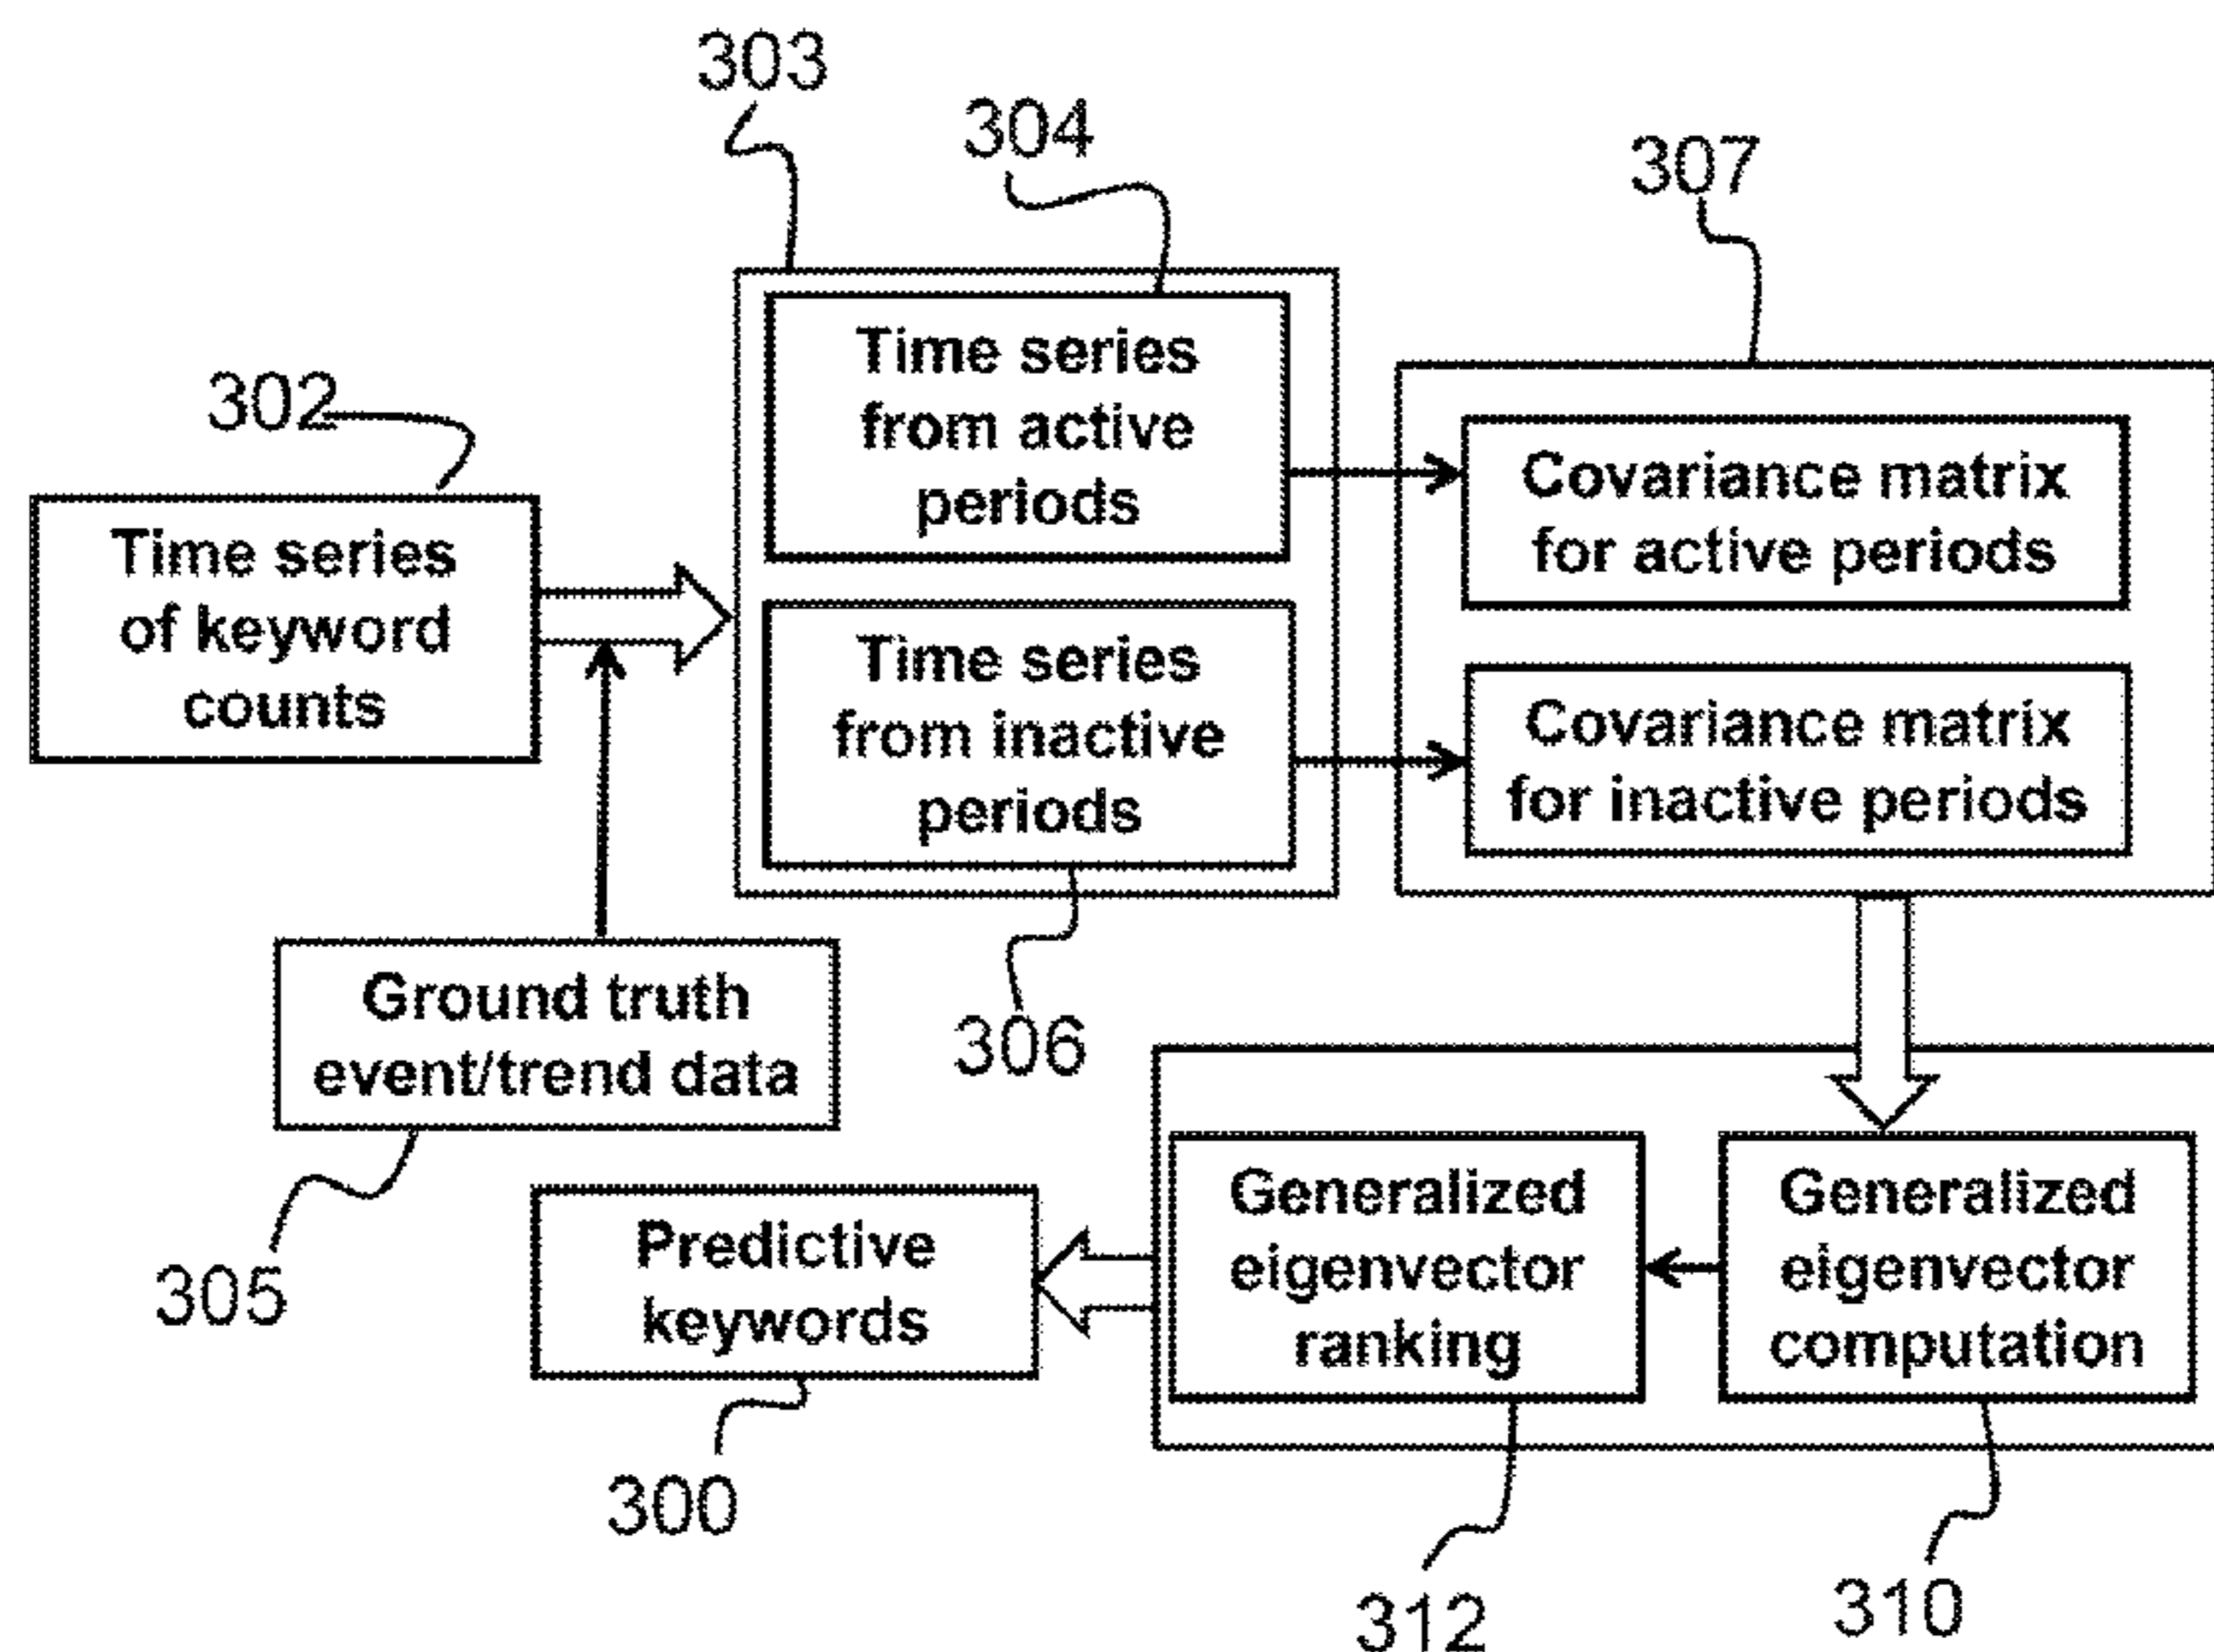 303
304
307
302
Time series
from active
periods
Covariance matrix
for active periods
Time series
of keyword
counts
Time series
from inactive
periods
Covariance matrix
for inactive periods
Ground truth
event/trend data
306
305
Predictive
keywords
Generalized
eigenvector
ranking
Generalized
eigenvector
computation
300
312
310